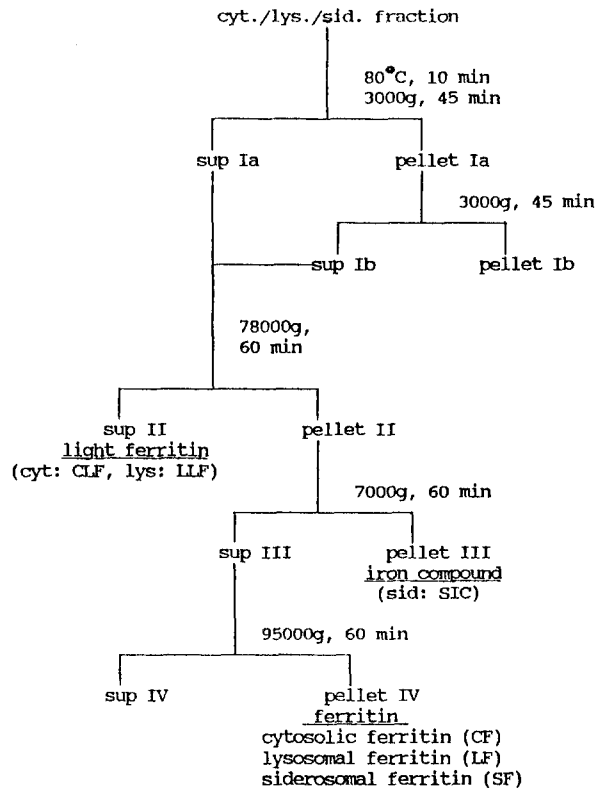 cyt./lys./sid. fraction
80°C, 10 min
3000g, 45 min
sup Ia
pellet Ia
3000g, 45 min
sup Ib
pellet Ib
78000g,
60 min
sup II
pellet II
light ferritin
(cyt: CLF, lys: LLF)
7000g, 60 min
sup III
pellet III
iron compound
(sid: SIC)
95000g, 60 min
sup IV
pellet IV
ferritin
cytosolic ferritin (CF)
lysosomal ferritin (LF)
siderosomal ferritin (SF)